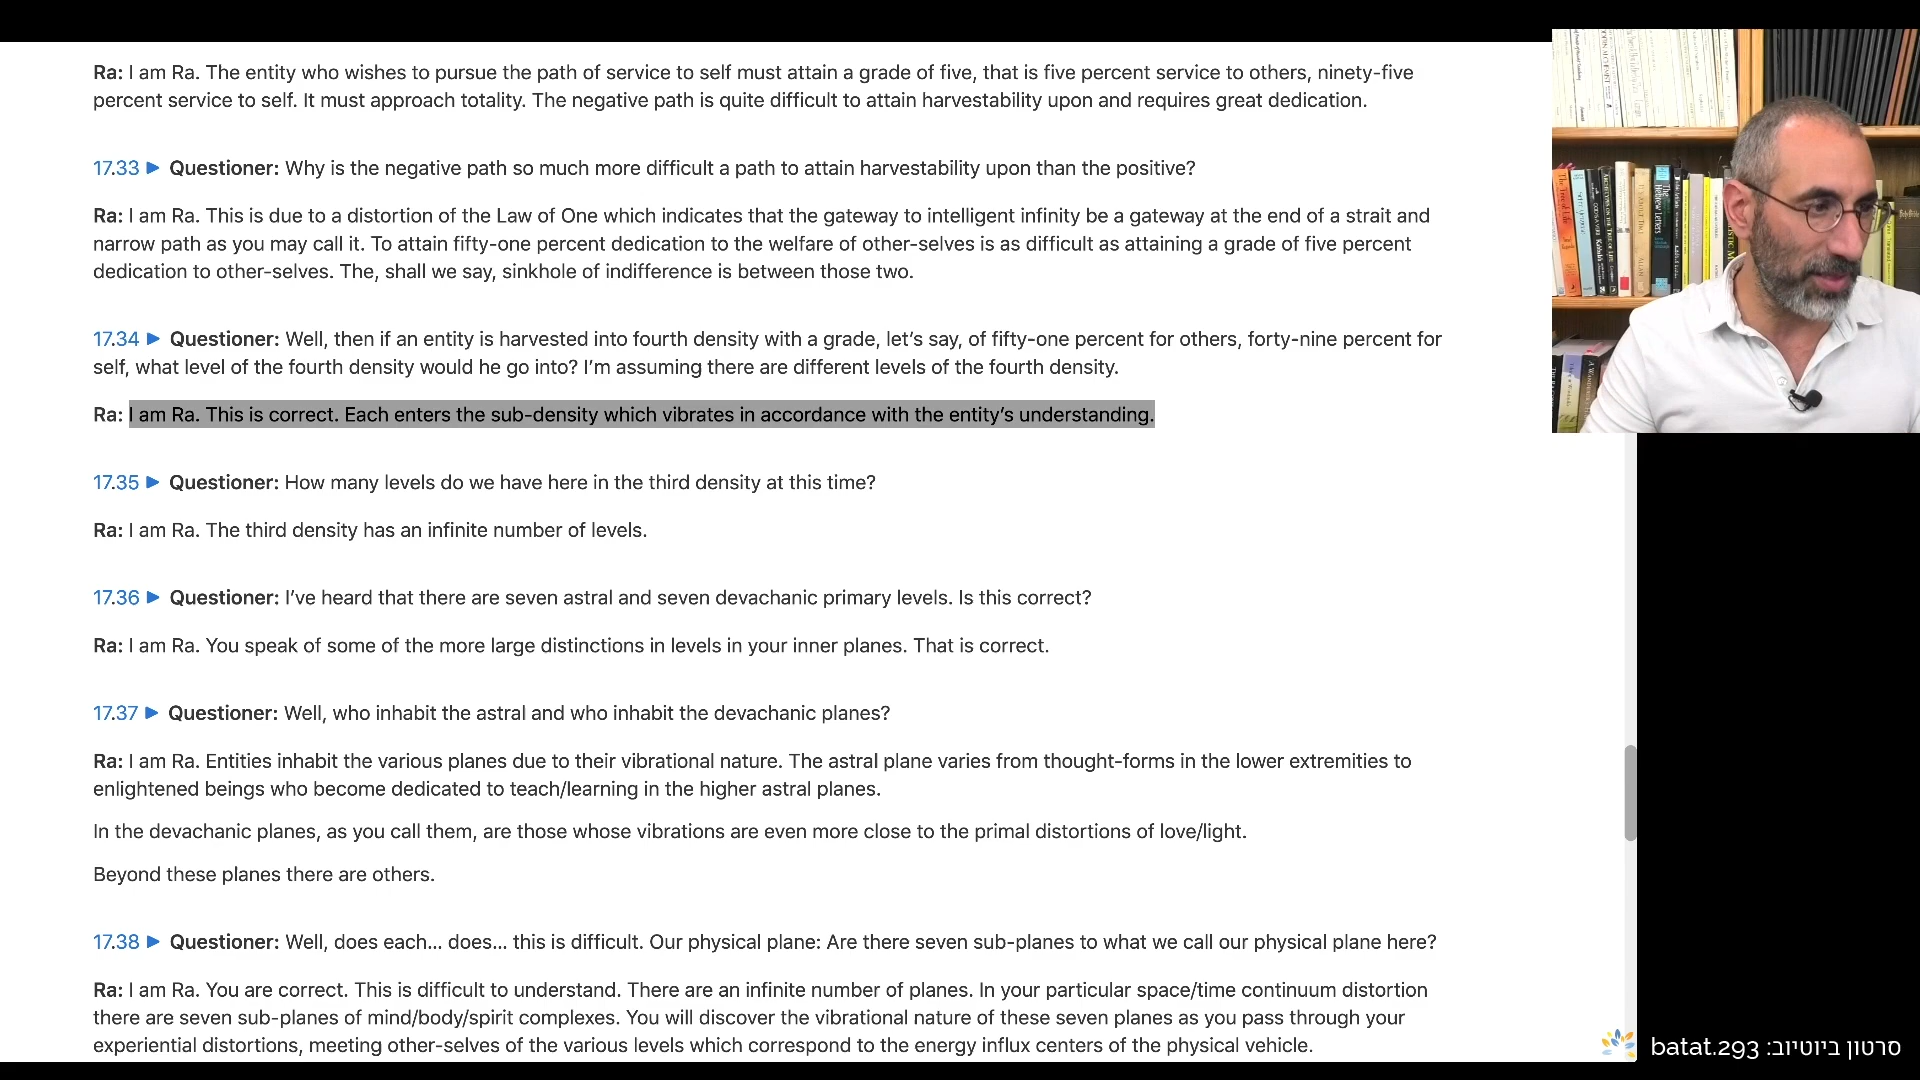 Ra: I am Ra. The entity who wishes to pursue the path of service to self must attain a grade of five, that is five percent service to others, ninety-five
percent service to self. It must approach totality. The negative path is quite difficult to attain harvestability upon and requires great dedication.
17.33 ▶ Questioner: Why is the negative path so much more difficult a path to attain harvestability upon than the positive?
Ra: I am Ra. This is due to a distortion of the Law of One which indicates that the gateway to intelligent infinity be a gateway at the end of a strait and
narrow path as you may call it. To attain fifty-one percent dedication to the welfare of other-selves is as difficult as attaining a grade of five percent
dedication to other-selves. The, shall we say, sinkhole of indifference is between those two.
17.34 ▶ Questioner: Well, then if an entity is harvested into fourth density with a grade, let’s say, of fifty-one percent for others, forty-nine percent for
self, what level of the fourth density would he go into? I’m assuming there are different levels of the fourth density.
Ra: I am Ra. This is correct. Each enters the sub-density which vibrates in accordance with the entity’s understanding.
17.35 ▶ Questioner: How many levels do we have here in the third density at this time?
Ra: I am Ra. The third density has an infinite number of levels.
17.36 ▶ Questioner: I’ve heard that there are seven astral and seven devachanic primary levels. Is this correct?
Ra: I am Ra. You speak of some of the more large distinctions in levels in your inner planes. That is correct.
17.37 ▶ Questioner: Well, who inhabit the astral and who inhabit the devachanic planes?
Ra: I am Ra. Entities inhabit the various planes due to their vibrational nature. The astral plane varies from thought-forms in the lower extremities to
enlightened beings who become dedicated to teach/learning in the higher astral planes.
In the devachanic planes, as you call them, are those whose vibrations are even more close to the primal distortions of love/light.
Beyond these planes there are others.
17.38 ▶ Questioner: Well, does each... does... this is difficult. Our physical plane: Are there seven sub-planes to what we call our physical plane here?
Ra: I am Ra. You are correct. This is difficult to understand. There are an infinite number of planes. In your particular space/time continuum distortion
there are seven sub-planes of mind/body/spirit complexes. You will discover the vibrational nature of these seven planes as you pass through your
experiential distortions, meeting other-selves of the various levels which correspond to the energy influx centers of the physical vehicle.
סרטון ביוטיוב: batat.293